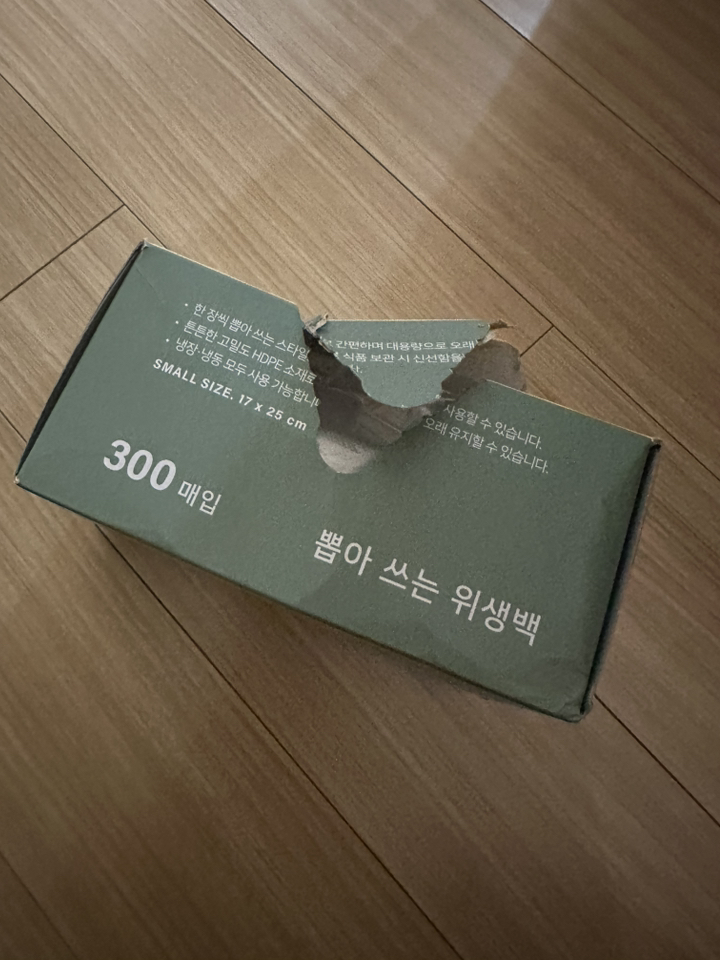 • 한 장씩 뽑아 쓰는 스타일 간편하며 대용량으로 오래 사용할 수 있습니다.
• 튼튼한 고밀도 HDPE 소재로 식품 보관 시 신선함을 오래 유지할 수 있습니다.
• 냉장·냉동 모두 사용 가능합니다.
SMALL SIZE. 17 x 25 cm
300 매입
뽑아 쓰는 위생백